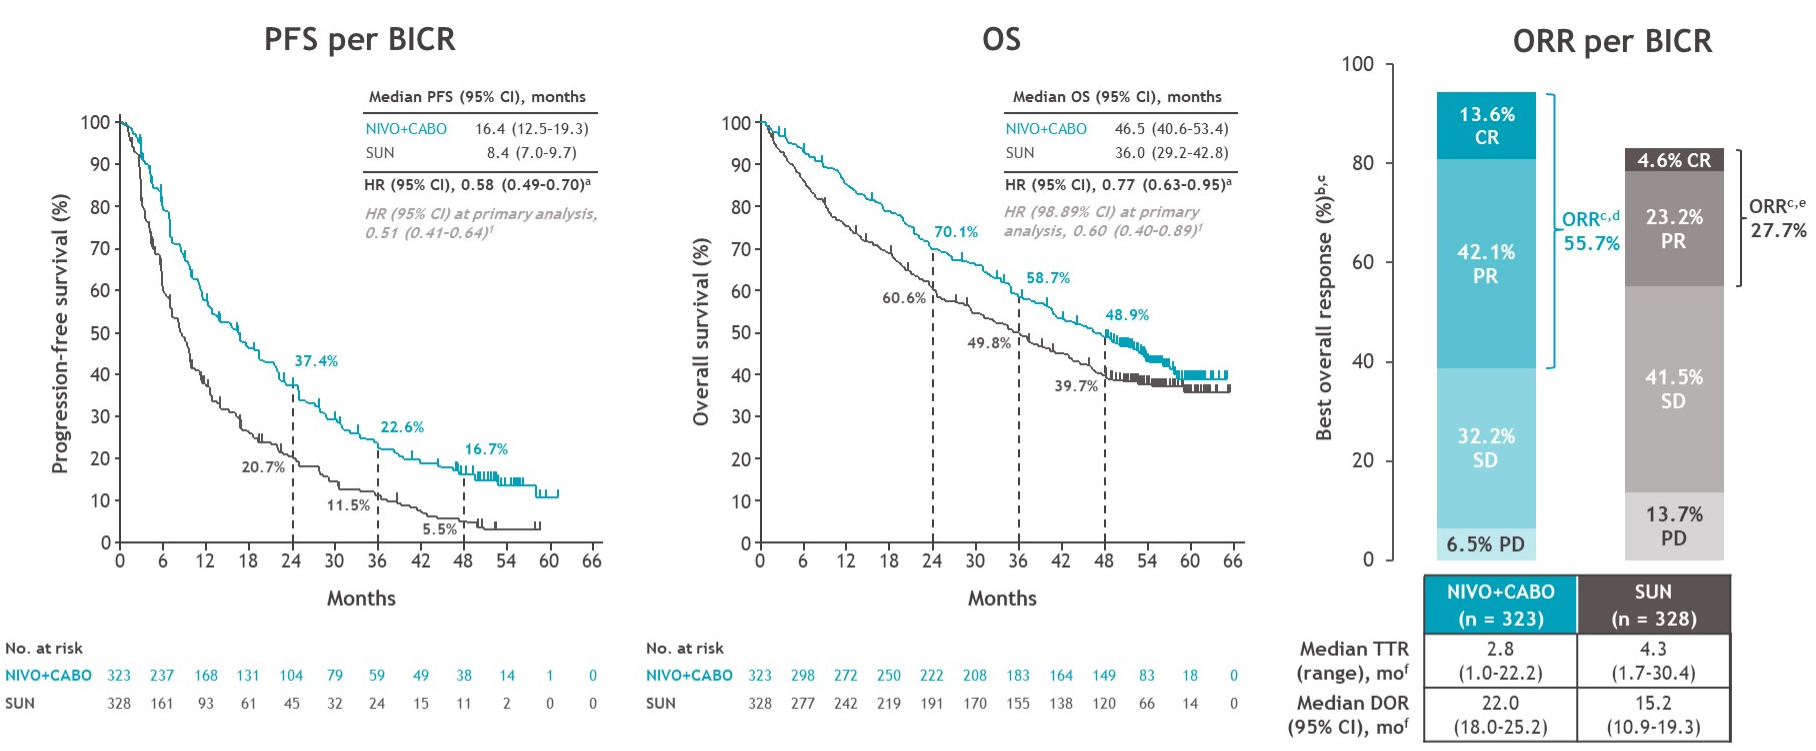 PFS per BICR
Median PFS (95% CI), months
NIVO+CABO 16.4 (12.5-19.3)
SUN 8.4 (7.0-9.7)
HR (95% CI), 0.58 (0.49-0.70)ᵃ
HR (95% CI) at primary analysis,
0.51 (0.41-0.64)¹
Progression-free survival (%)
100
90
80
70
60
50
40
30
20
10
0
37.4%
22.6%
16.7%
20.7%
11.5%
5.5%
0 6 12 18 24 30 36 42 48 54 60 66
Months
No. at risk
NIVO+CABO 323 237 168 131 104 79 59 49 38 14 1 0
SUN 328 161 93 61 45 32 24 15 11 2 0 0
OS
Median OS (95% CI), months
NIVO+CABO 46.5 (40.6-53.4)
SUN 36.0 (29.2-42.8)
HR (95% CI), 0.77 (0.63-0.95)ᵃ
HR (98.89% CI) at primary
analysis, 0.60 (0.40-0.89)¹
Overall survival (%)
100
90
80
70
60
50
40
30
20
10
0
70.1%
58.7%
48.9%
60.6%
49.8%
39.7%
0 6 12 18 24 30 36 42 48 54 60 66
Months
No. at risk
NIVO+CABO 323 298 272 250 222 208 183 164 149 83 18 0
SUN 328 277 242 219 191 170 155 138 120 66 14 0
ORR per BICR
Best overall response (%)ᵇ,ᶜ
100
80
60
40
20
0
13.6%
CR
42.1%
PR
32.2%
SD
6.5% PD
ORRᶜ,ᵈ
55.7%
4.6% CR
23.2%
PR
41.5%
SD
13.7%
PD
ORRᶜ,ᵉ
27.7%
NIVO+CABO
(n = 323)
SUN
(n = 328)
Median TTR
(range), moᶠ
2.8
(1.0-22.2)
4.3
(1.7-30.4)
Median DOR
(95% CI), moᶠ
22.0
(18.0-25.2)
15.2
(10.9-19.3)